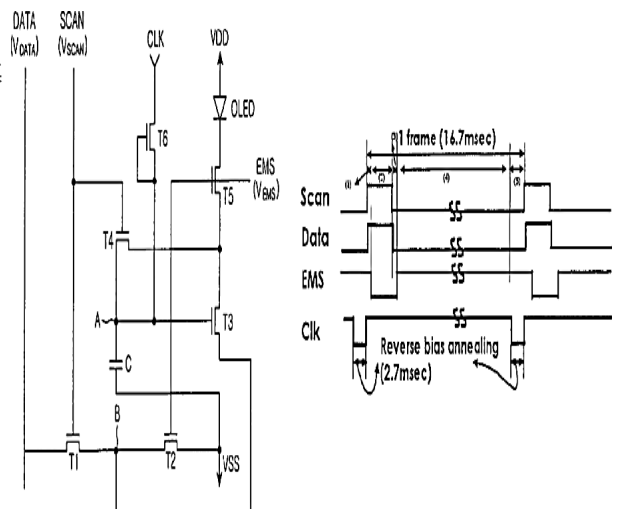 DATA
(VDATA)
SCAN
(VSCAN)
CLK
VDD
OLED
T6
EMS
(VEMS)
T5
T4
A
T3
C
B
T1
T2
VSS
1 frame (16.7msec)
(1)
(2)
(3)
(4)
(5)
Scan
Data
EMS
Clk
Reverse bias annealing
(2.7msec)